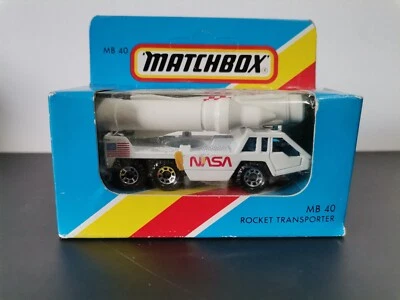 MB 40
MATCHBOX
NASA
MB 40
ROCKET TRANSPORTER